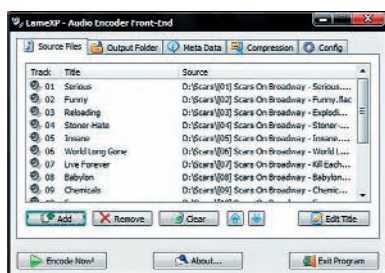 LameXP - Audio Encoder Front-End
Source Files Output Folder Meta Data Compression Config
Track Title Source
01 Serious D:\Scars\[01] Scars On Broadway - Serious....
02 Funny D:\Scars\[02] Scars On Broadway - Funny.flac
03 Reloading D:\Scars\[03] Scars On Broadway - Explodi...
04 Stoner-Hate D:\Scars\[04] Scars On Broadway - Stoner-...
05 Insane D:\Scars\[05] Scars On Broadway - Insane...
06 World Long Gone D:\Scars\[06] Scars On Broadway - World L...
07 Live Forever D:\Scars\[07] Scars On Broadway - Kill Each...
08 Babylon D:\Scars\[08] Scars On Broadway - Babylon...
09 Chemicals D:\Scars\[09] Scars On Broadway - Chemic...
Add Remove Clear Edit Title
Encode Now! About... Exit Program